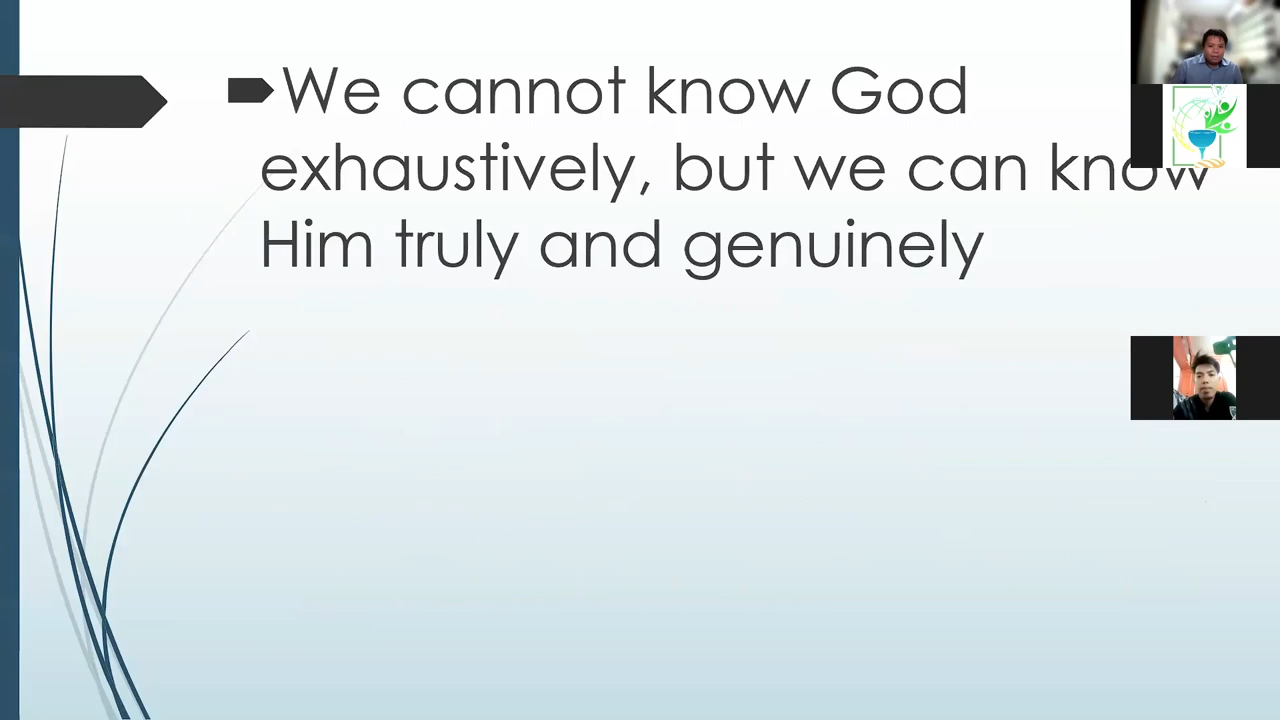 We cannot know God
exhaustively, but we can know
Him truly and genuinely